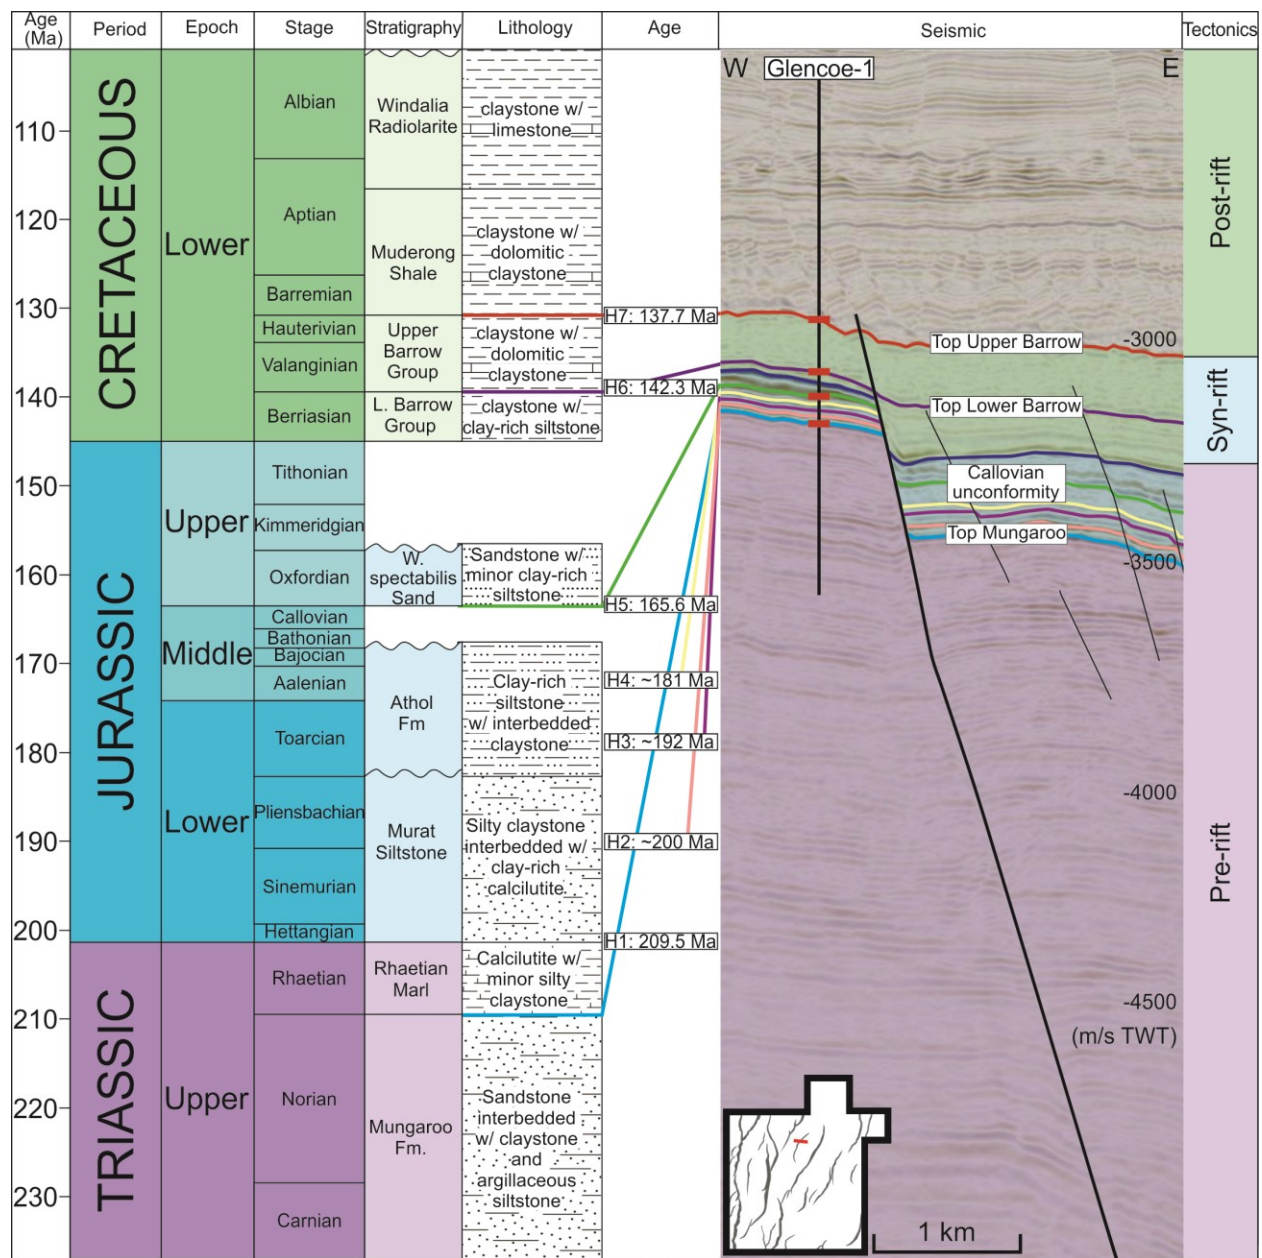 Age
(Ma)
Period
Epoch
Stage
Stratigraphy
Lithology
Age
Seismic
Tectonics
110
120
130
140
150
160
170
180
190
200
210
220
230
CRETACEOUS
JURASSIC
TRIASSIC
Lower
Upper
Middle
Lower
Upper
Albian
Aptian
Barremian
Hauterivian
Valanginian
Berriasian
Tithonian
Kimmeridgian
Oxfordian
Callovian
Bathonian
Bajocian
Aalenian
Toarcian
Pliensbachian
Sinemurian
Hettangian
Rhaetian
Norian
Carnian
Windalia
Radiolarite
Muderong
Shale
Upper
Barrow
Group
L. Barrow
Group
W.
spectabilis
Sand
Athol
Fm
Murat
Siltstone
Rhaetian
Marl
Mungaroo
Fm.
claystone w/
limestone
claystone w/
dolomitic
claystone
claystone w/
dolomitic
claystone
claystone w/
clay-rich siltstone
Sandstone w/
minor clay-rich
siltstone
Clay-rich
siltstone
w/ interbedded
claystone
Silty claystone
interbedded w/
clay-rich
calcilutite
Calcilutite w/
minor silty
claystone
Sandstone
interbedded
w/ claystone
and
argillaceous
siltstone
H7: 137.7 Ma
H6: 142.3 Ma
H5: 165.6 Ma
H4: ~181 Ma
H3: ~192 Ma
H2: ~200 Ma
H1: 209.5 Ma
W
Glencoe-1
E
Top Upper Barrow
-3000
Top Lower Barrow
Callovian
unconformity
Top Mungaroo
-3500
-4000
-4500
(m/s TWT)
1 km
Post-rift
Syn-rift
Pre-rift